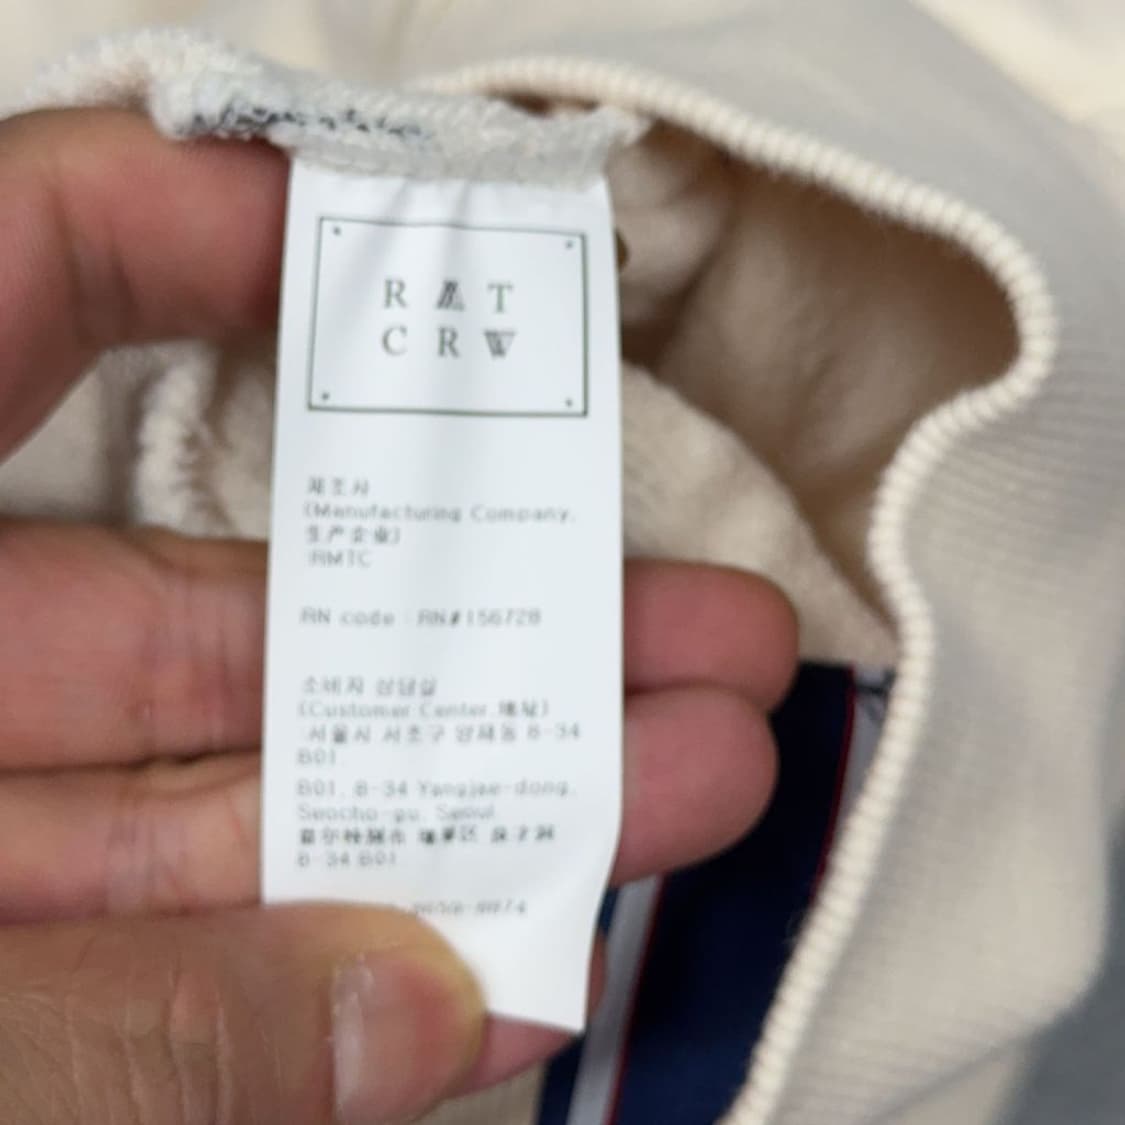 R A T
C R W
제조사
(Manufacturing Company,
生产企业)
RMTC
RN code : RN#156728
소비자 상담실
(Customer Center, 地址)
서울시 서초구 양재동 8-34
B01
B01, 8-34 Yangjae-dong,
Seocho-gu, Seoul
8-34 B01